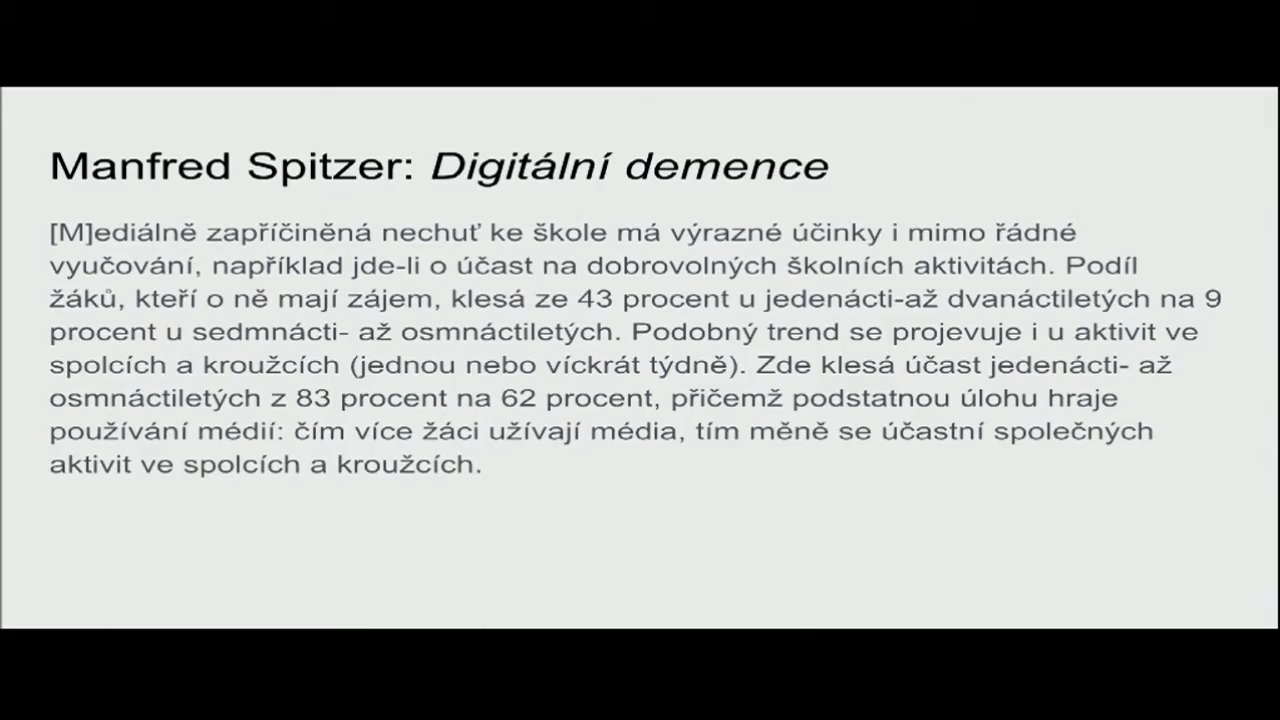 Manfred Spitzer: Digitální demence
[M]ediálně zapříčiněná nechuť ke škole má výrazné účinky i mimo řádné
vyučování, například jde-li o účast na dobrovolných školních aktivitách. Podíl
žáků, kteří o ně mají zájem, klesá ze 43 procent u jedenácti-až dvanáctiletých na 9
procent u sedmnácti- až osmnáctiletých. Podobný trend se projevuje i u aktivit ve
spolcích a kroužcích (jednou nebo víckrát týdně). Zde klesá účast jedenácti- až
osmnáctiletých z 83 procent na 62 procent, přičemž podstatnou úlohu hraje
používání médií: čím více žáci užívají média, tím méně se účastní společných
aktivit ve spolcích a kroužcích.